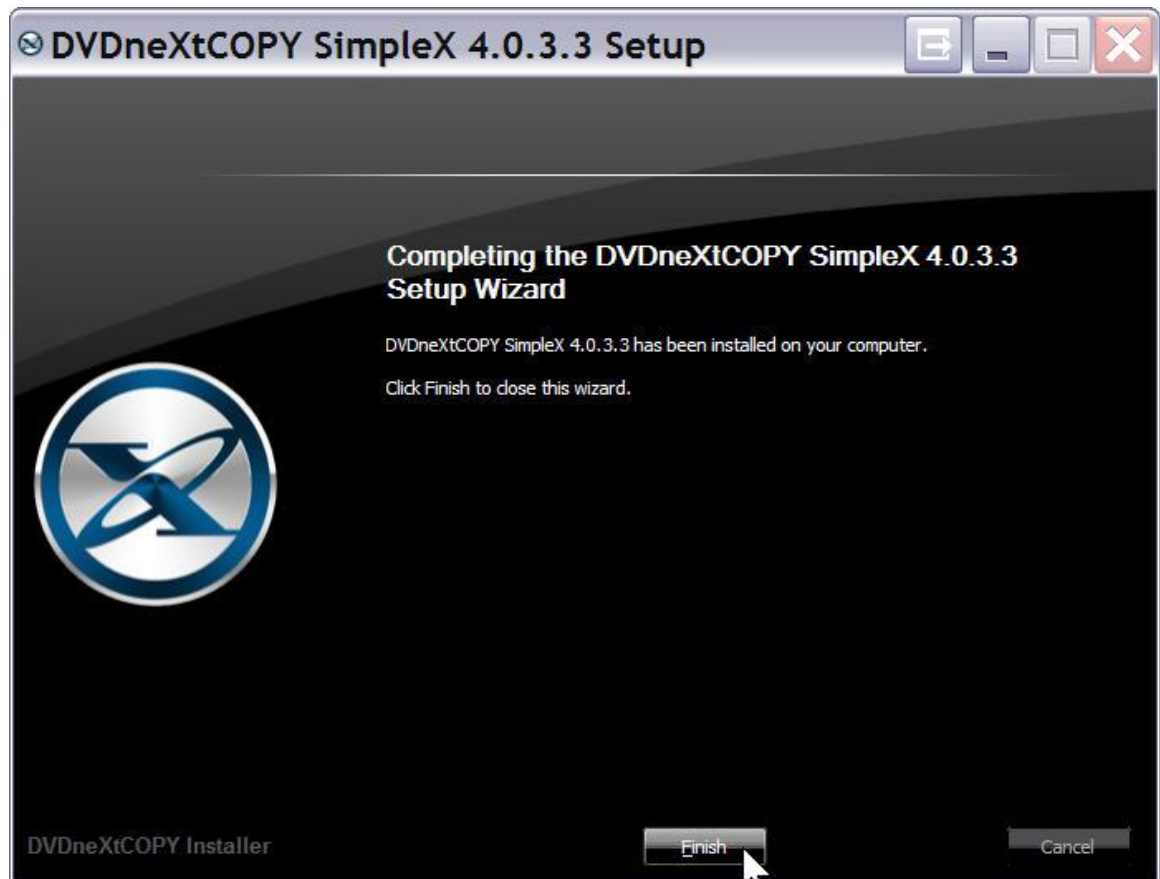 DVDneXtCOPY SimpleX 4.0.3.3 Setup
Completing the DVDneXtCOPY SimpleX 4.0.3.3
Setup Wizard
DVDneXtCOPY SimpleX 4.0.3.3 has been installed on your computer.
Click Finish to close this wizard.
DVDneXtCOPY Installer
Finish
Cancel